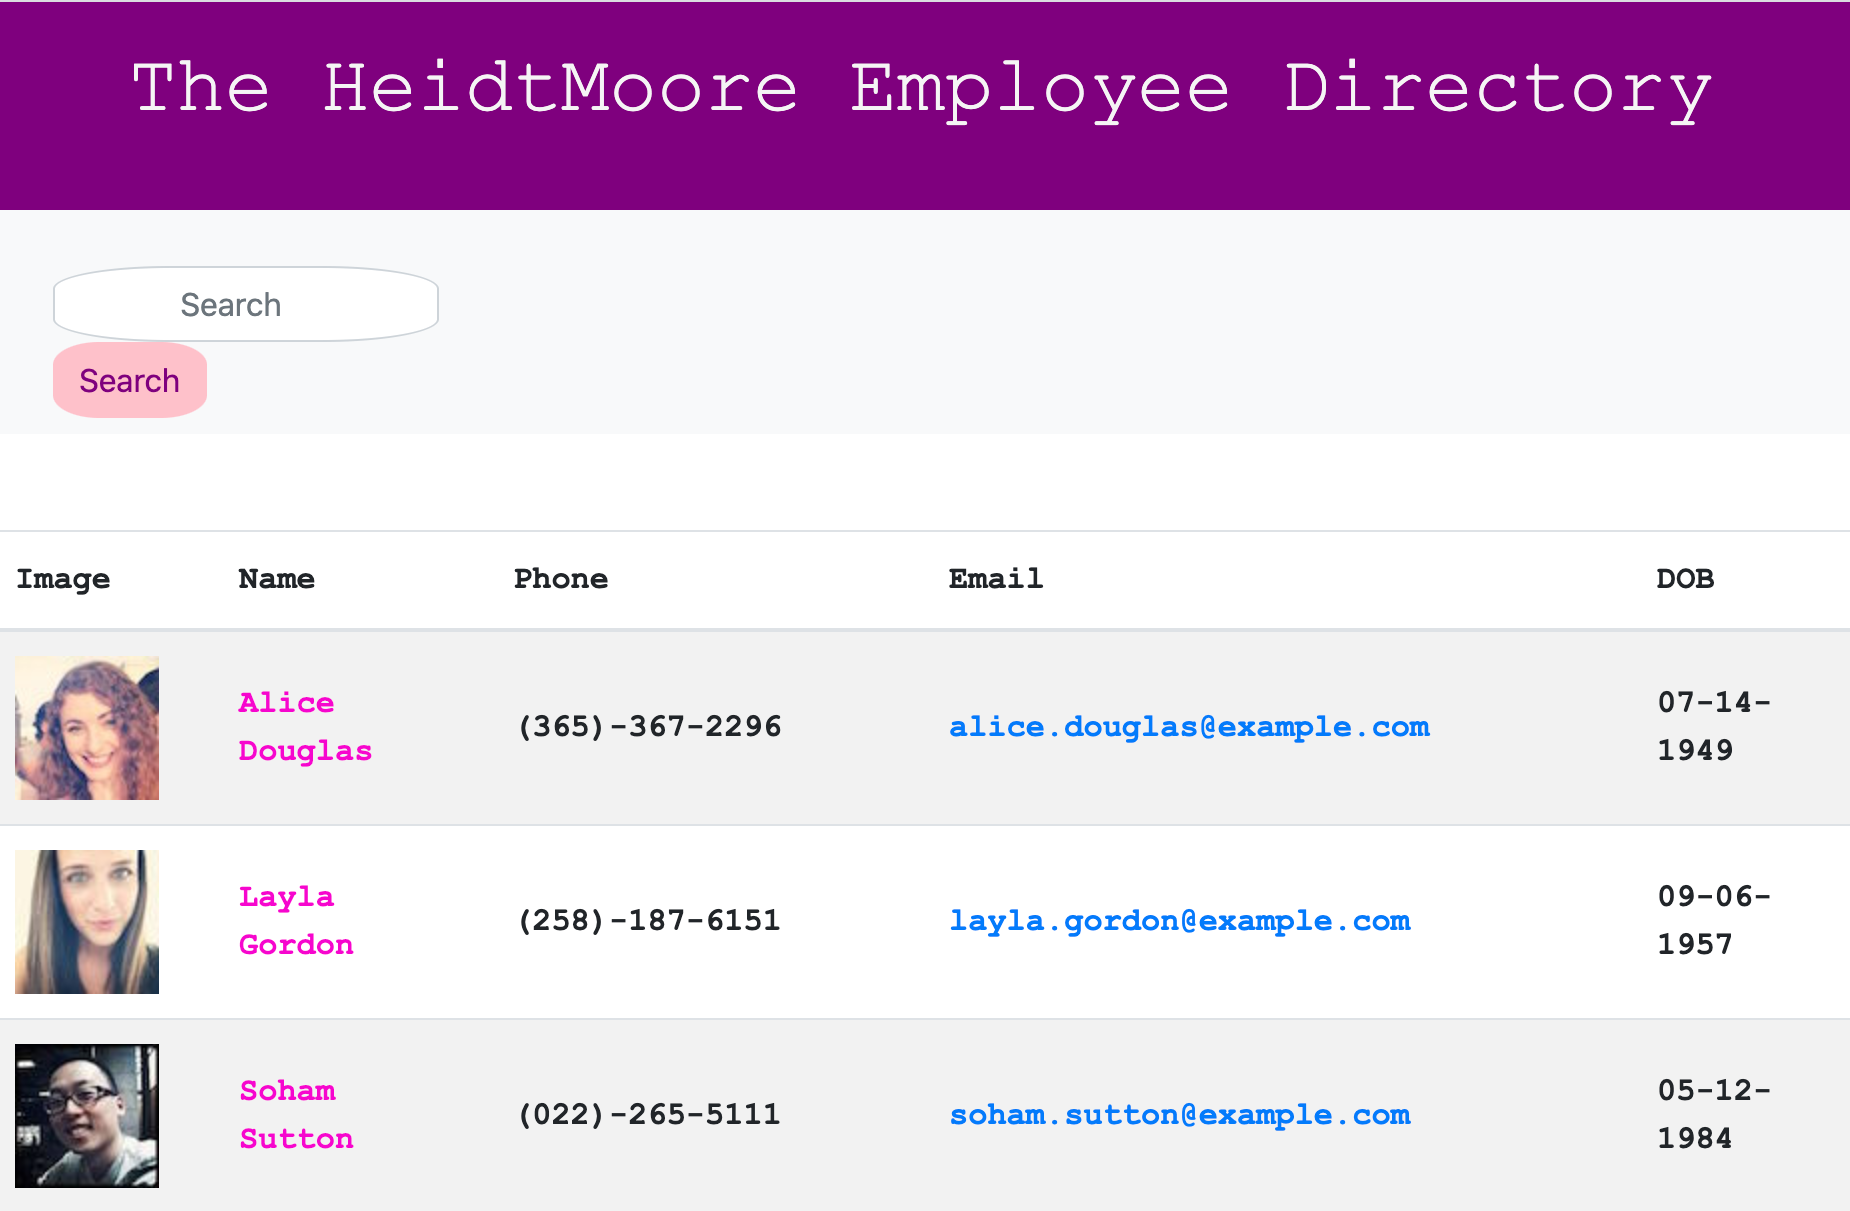 The HeidtMoore Employee Directory
Search
Search
Image Name Phone Email DOB
Alice
Douglas
(365)-367-2296
alice.douglas@example.com
07-14-
1949
Layla
Gordon
(258)-187-6151
layla.gordon@example.com
09-06-
1957
Soham
Sutton
(022)-265-5111
soham.sutton@example.com
05-12-
1984